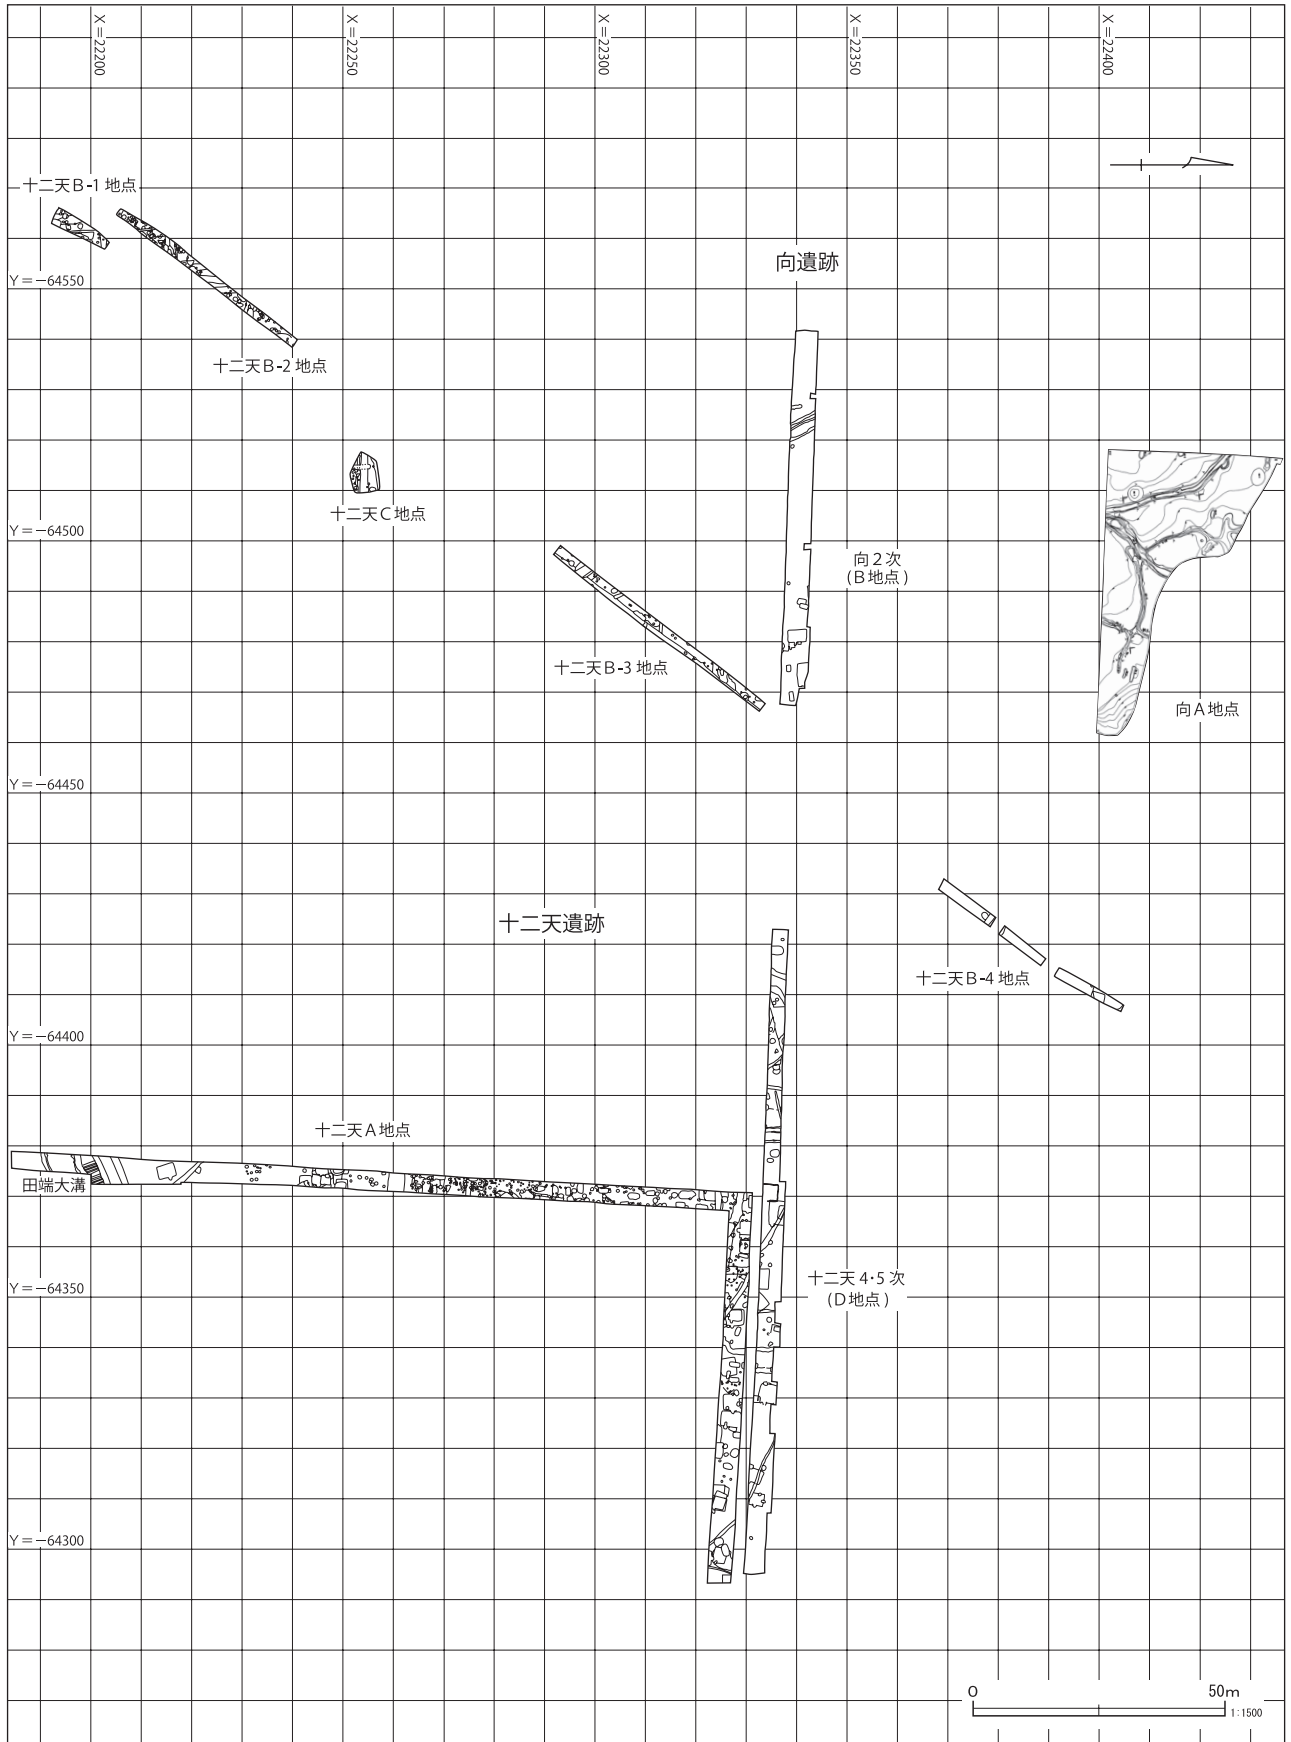 X＝22200
X＝22250
X＝22300
X＝22350
X＝22400
十二天B-1 地点
向遺跡
Y＝−64550
十二天B-2 地点
十二天C地点
Y＝−64500
向2次
(B地点)
十二天B-3 地点
向A地点
Y＝−64450
十二天遺跡
十二天B-4 地点
Y＝−64400
十二天A地点
田端大溝
十二天 4・5 次
(D地点)
Y＝−64350
Y＝−64300
0 50m
1:1500